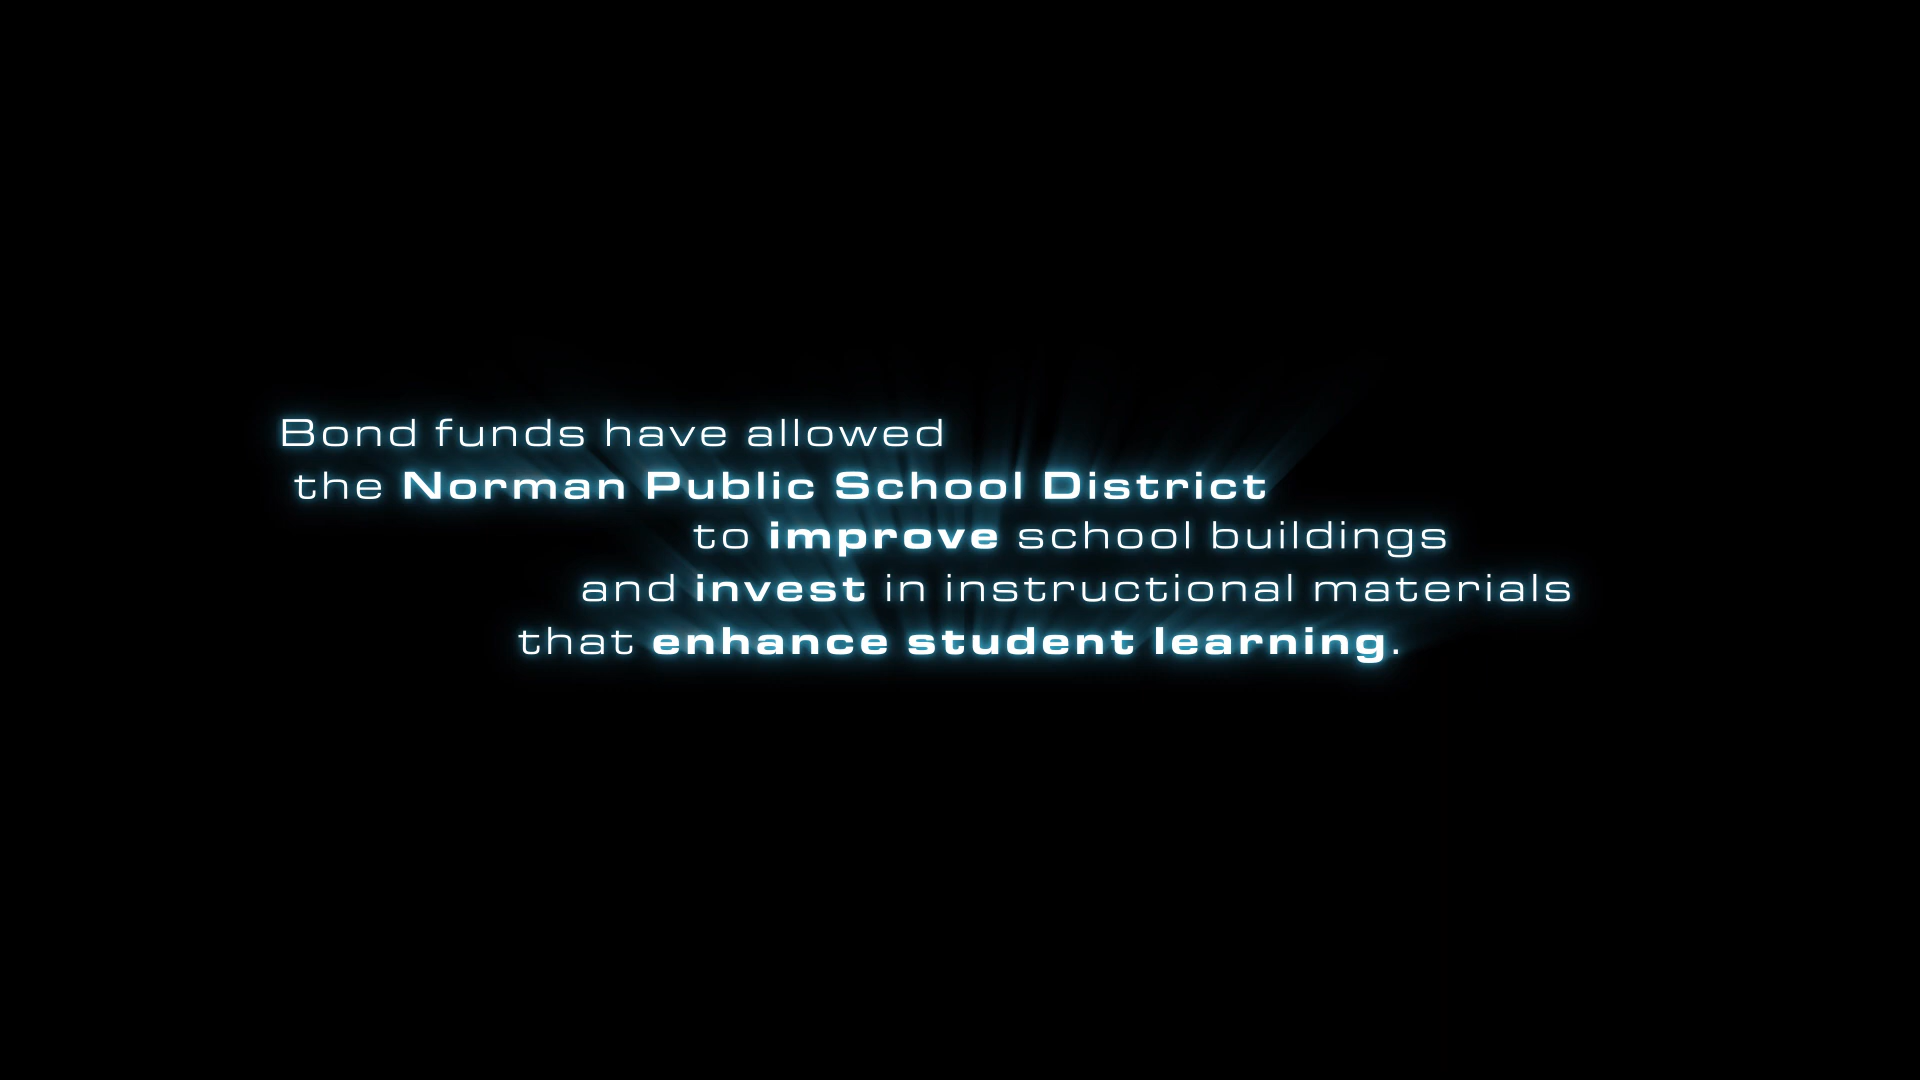 Bond funds have allowed
the Norman Public School District
to improve school buildings
and invest in instructional materials
that enhance student learning.